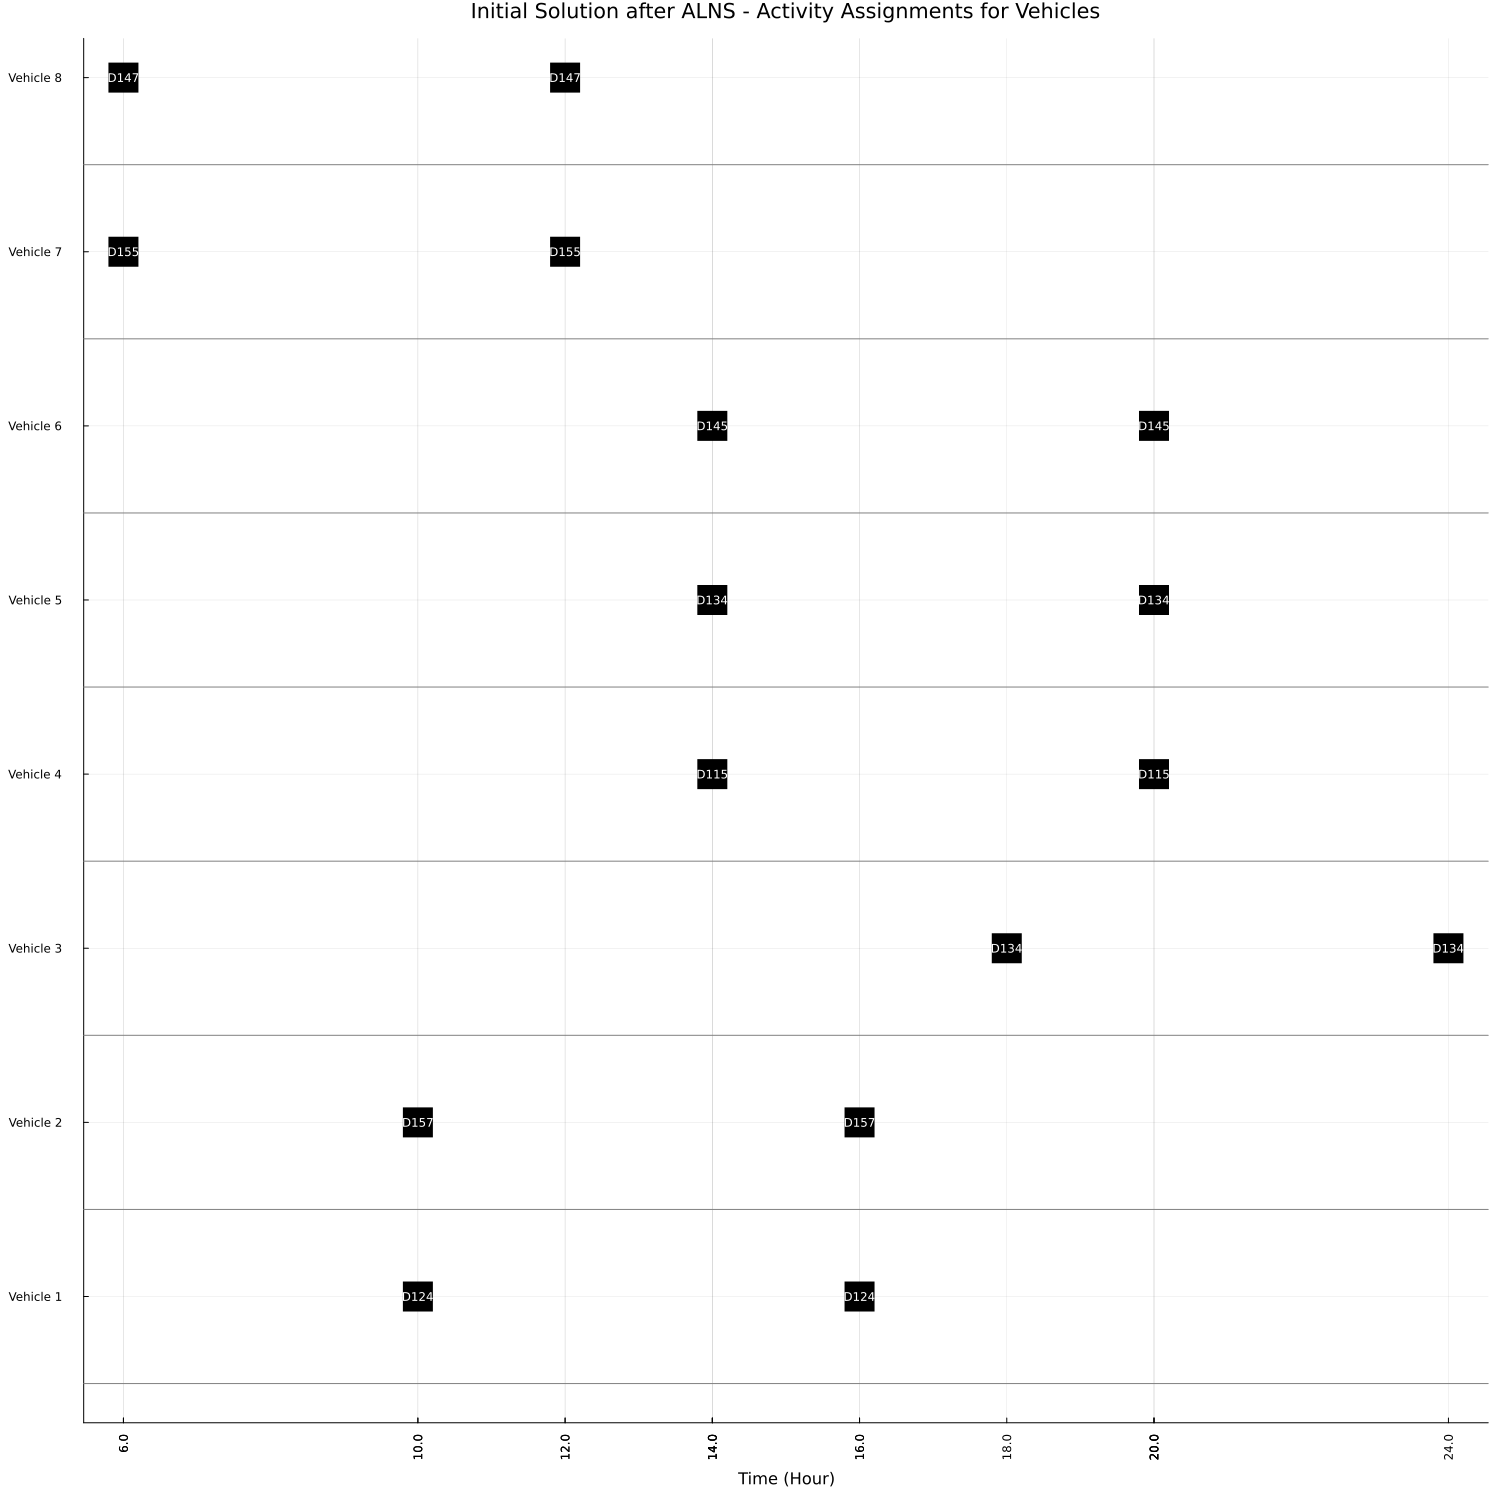 Initial Solution after ALNS - Activity Assignments for Vehicles
Vehicle 8 D147 D147
Vehicle 7 D155 D155
Vehicle 6 D145 D145
Vehicle 5 D134 D134
Vehicle 4 D115 D115
Vehicle 3 D134 D134
Vehicle 2 D157 D157
Vehicle 1 D124 D124
6.0 10.0 12.0 14.0 16.0 18.0 20.0 24.0
Time (Hour)